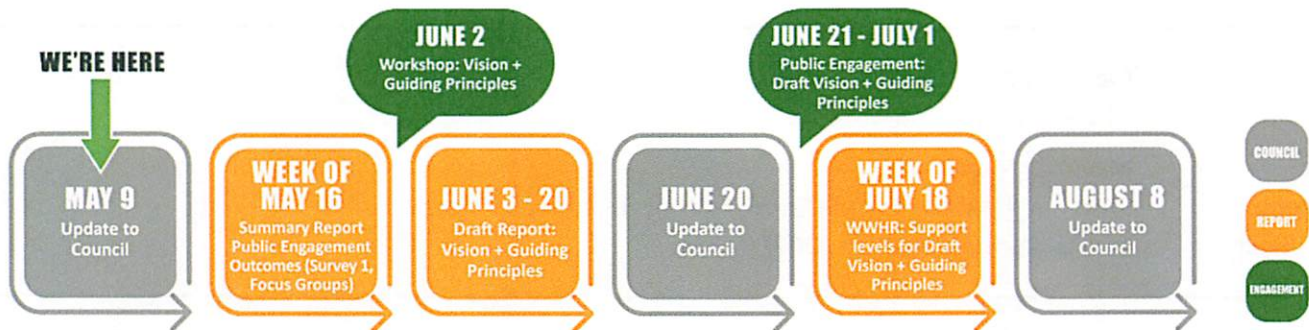 WE'RE HERE
JUNE 2
Workshop: Vision +
Guiding Principles
JUNE 21 - JULY 1
Public Engagement:
Draft Vision + Guiding
Principles
MAY 9
Update to
Council
WEEK OF
MAY 16
Summary Report
Public Engagement
Outcomes (Survey 1,
Focus Groups)
JUNE 3 - 20
Draft Report:
Vision + Guiding
Principles
JUNE 20
Update to
Council
WEEK OF
JULY 18
WWHR: Support
levels for Draft
Vision + Guiding
Principles
AUGUST 8
Update to
Council
COUNCIL
REPORT
ENGAGEMENT